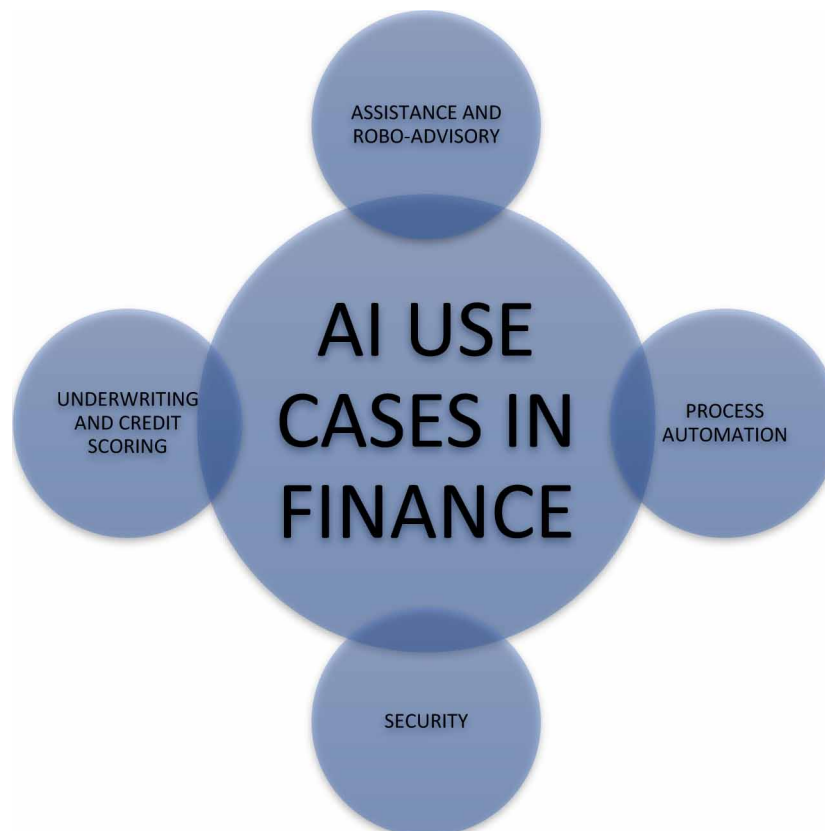 ASSISTANCE AND
ROBO-ADVISORY
AI USE
CASES IN
FINANCE
UNDERWRITING
AND CREDIT
SCORING
PROCESS
AUTOMATION
SECURITY